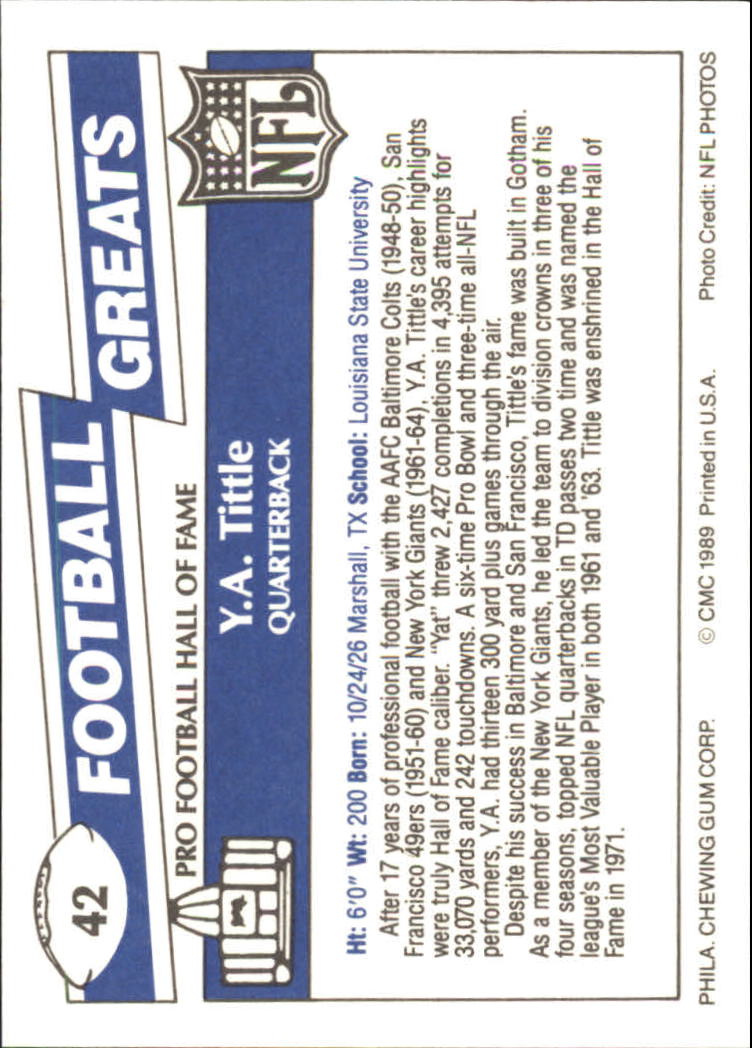 42
FOOTBALL
GREATS
PRO FOOTBALL HALL OF FAME
NFL
Y.A. Tittle
QUARTERBACK
Ht: 6'0" Wt: 200 Born: 10/24/26 Marshall, TX School: Louisiana State University
After 17 years of professional football with the AAFC Baltimore Colts (1948-50), San
Francisco 49ers (1951-60) and New York Giants (1961-64), Y.A. Tittle's career highlights
were truly Hall of Fame caliber. "Yat" threw 2,427 completions in 4,395 attempts for
33,070 yards and 242 touchdowns. A six-time Pro Bowl and three-time all-NFL
performers, Y.A. had thirteen 300 yard plus games through the air.
Despite his success in Baltimore and San Francisco, Tittle's fame was built in Gotham.
As a member of the New York Giants, he led the team to division crowns in three of his
four seasons, topped NFL quarterbacks in TD passes two time and was named the
league's Most Valuable Player in both 1961 and '63. Tittle was enshrined in the Hall of
Fame in 1971.
PHILA. CHEWING GUM CORP. © CMC 1989 Printed in U.S.A. Photo Credit: NFL PHOTOS